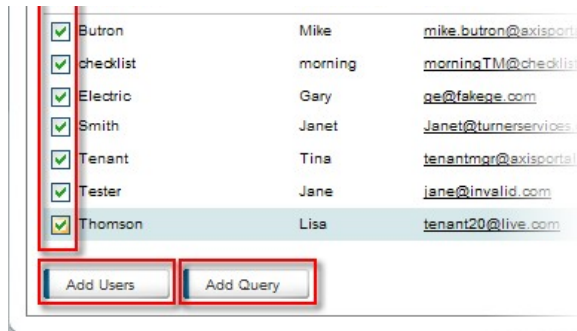 Butron Mike mike.butron@axisport
checklist morning morningTM@checklist
Electric Gary ge@fakege.com
Smith Janet Janet@turnerservices.
Tenant Tina tenantmgr@axisportal
Tester Jane jane@invalid.com
Thomson Lisa tenant20@live.com
Add Users Add Query